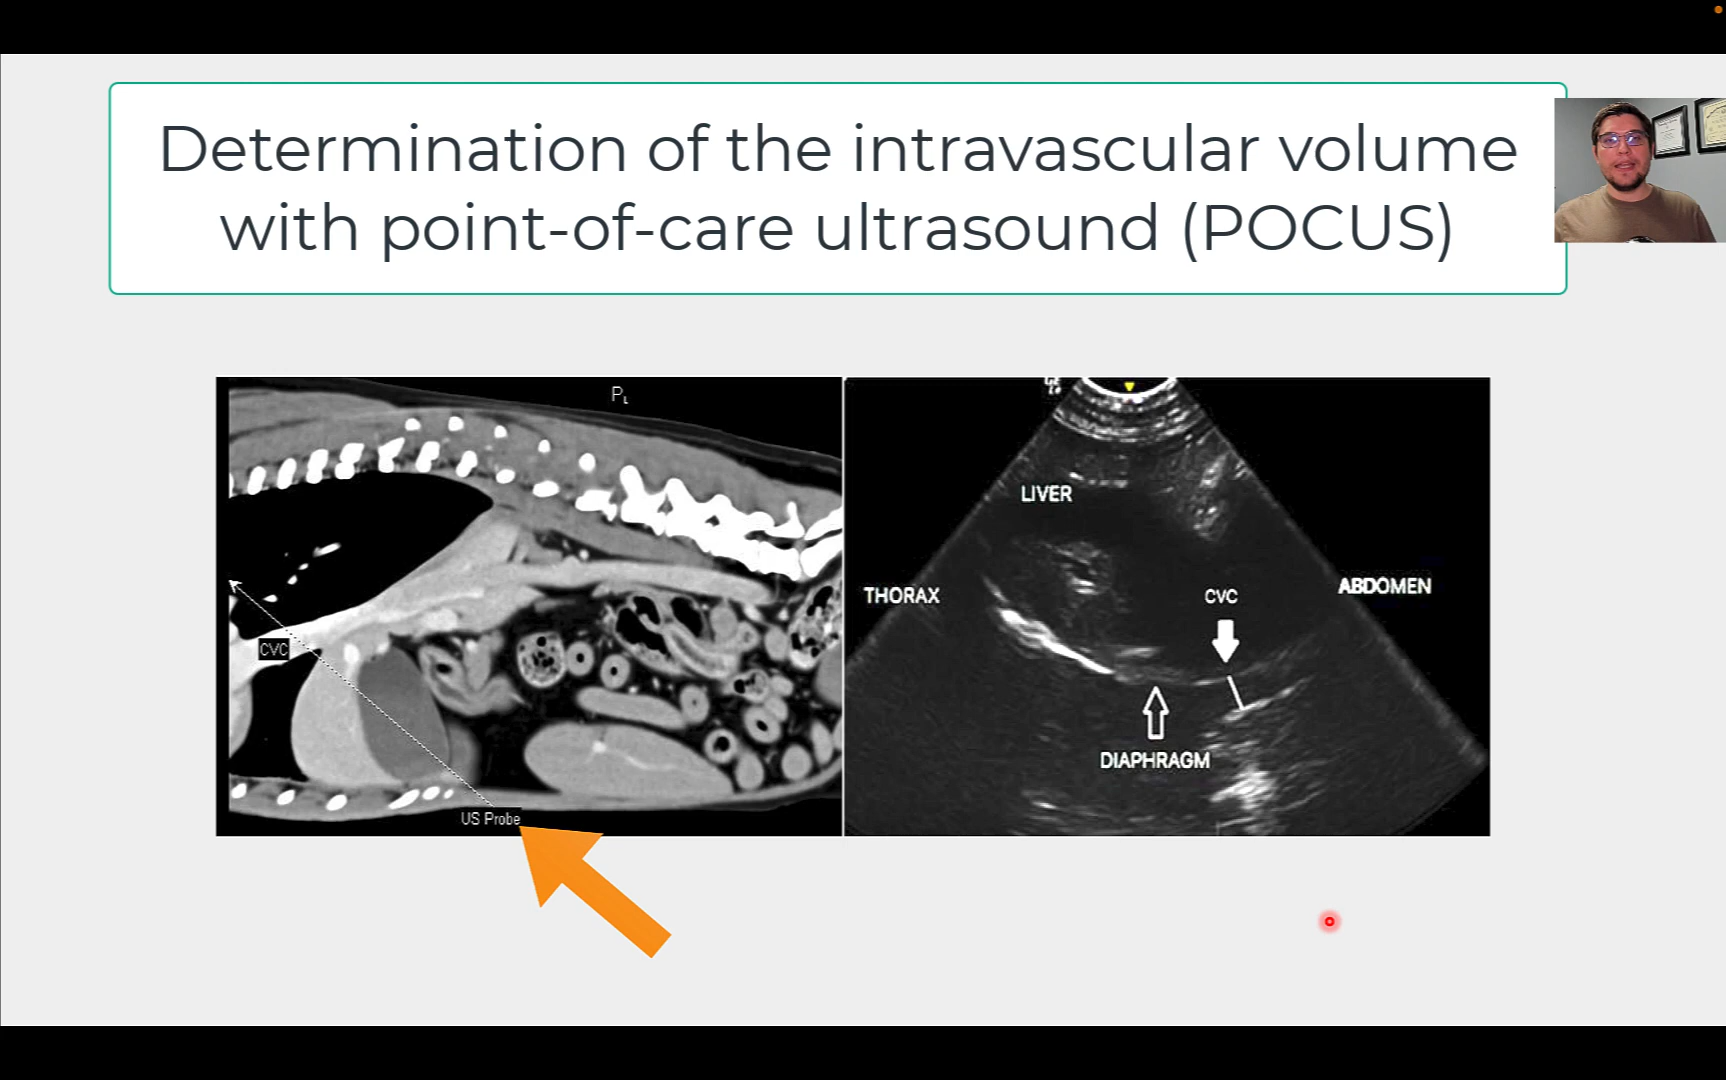 Determination of the intravascular volume
with point-of-care ultrasound (POCUS)
PL
CVC
US Probe
LIVER
THORAX
CVC
ABDOMEN
DIAPHRAGM